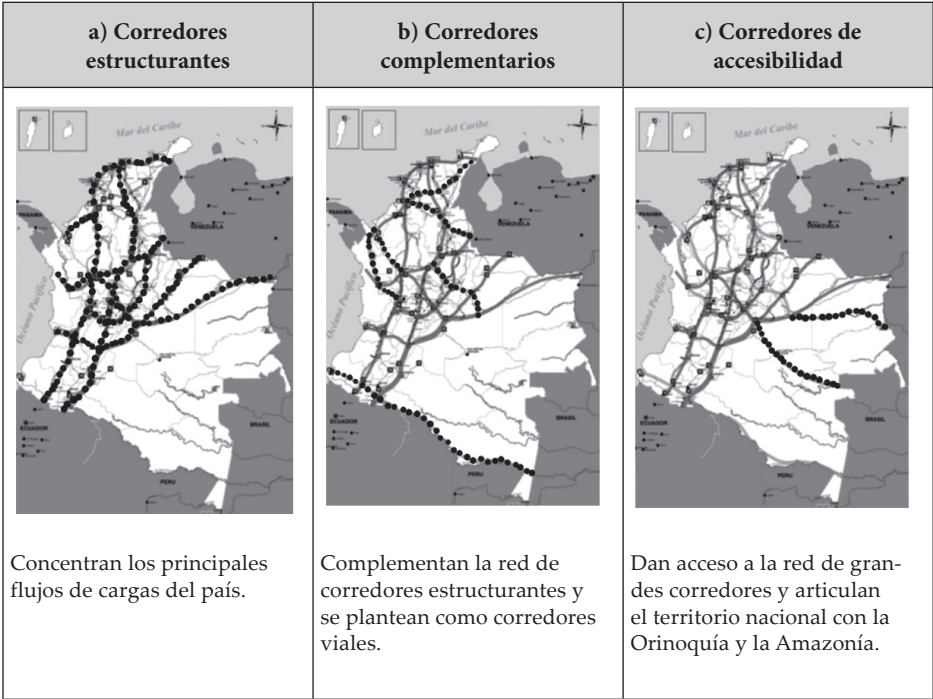 a) Corredores
estructurantes
b) Corredores
complementarios
c) Corredores de
accesibilidad
Mar del Caribe
PANAMA
VENEZUELA
Océano Pacífico
ECUADOR
BRASIL
PERU
Mar del Caribe
PANAMA
VENEZUELA
Océano Pacífico
ECUADOR
BRASIL
PERU
Mar del Caribe
PANAMA
VENEZUELA
Océano Pacífico
ECUADOR
BRASIL
PERU
Concentran los principales
flujos de cargas del país.
Complementan la red de
corredores estructurantes y
se plantean como corredores
viales.
Dan acceso a la red de gran-
des corredores y articulan
el territorio nacional con la
Orinoquía y la Amazonía.